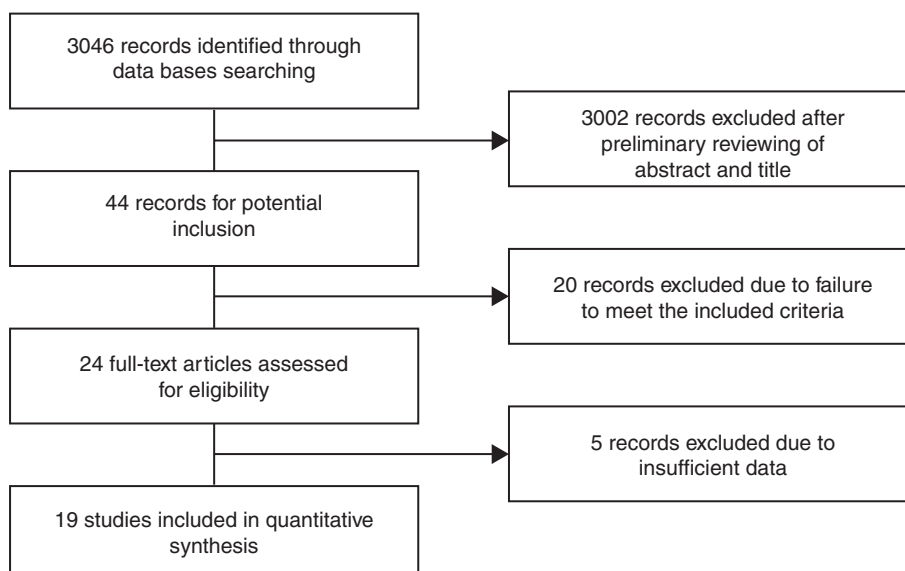 3046 records identified through
data bases searching
3002 records excluded after
preliminary reviewing of
abstract and title
44 records for potential
inclusion
20 records excluded due to failure
to meet the included criteria
24 full-text articles assessed
for eligibility
5 records excluded due to
insufficient data
19 studies included in quantitative
synthesis